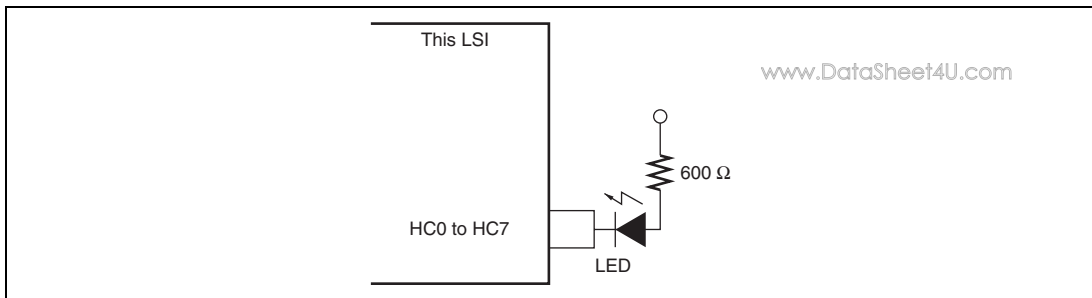 This LSI
www.DataSheet4U.com
600 Ω
HC0 to HC7
LED